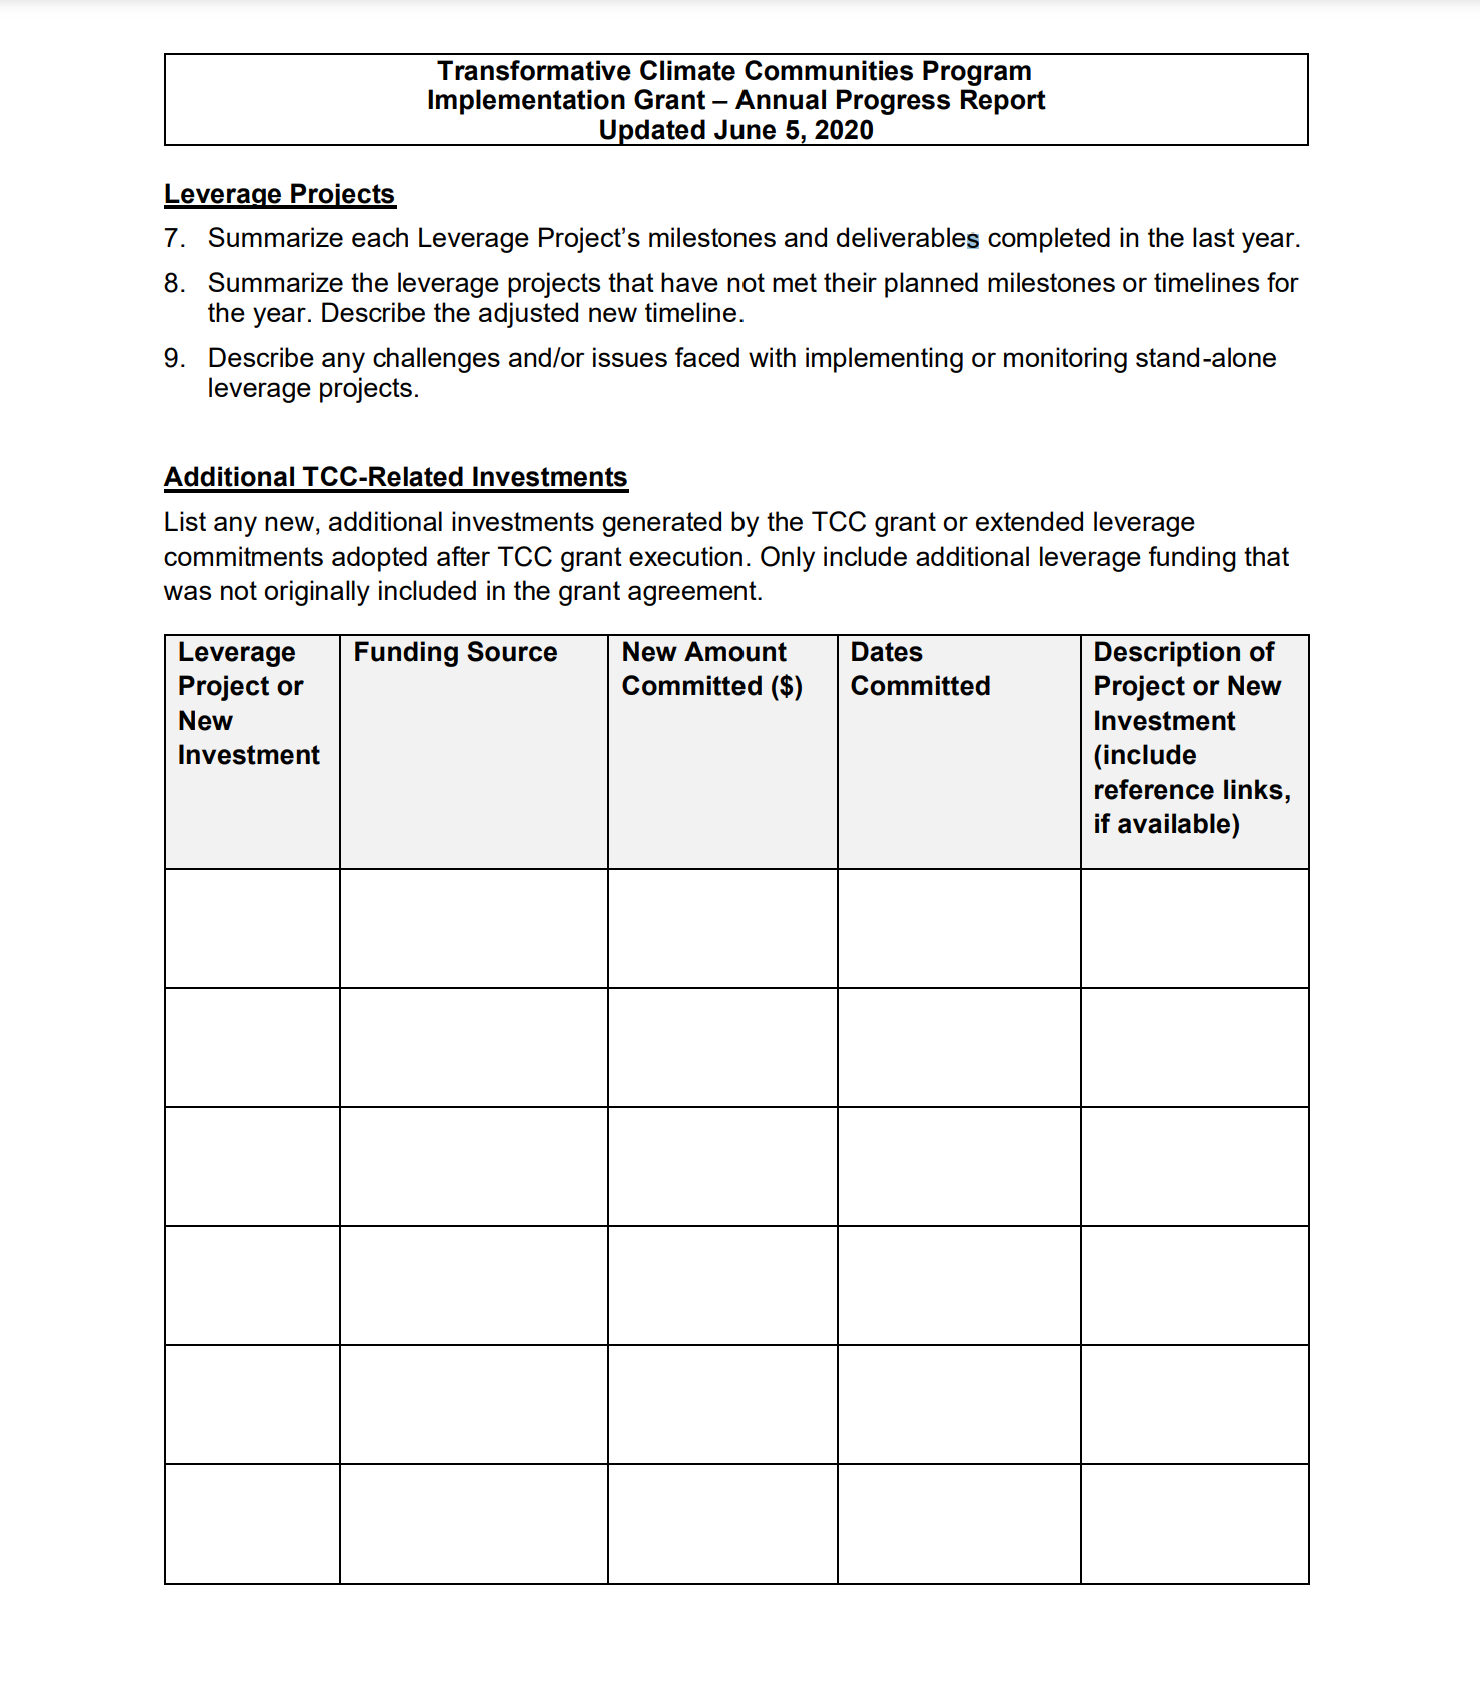 Transformative Climate Communities Program
Implementation Grant – Annual Progress Report
Updated June 5, 2020
Leverage Projects
7. Summarize each Leverage Project’s milestones and deliverables completed in the last year.
8. Summarize the leverage projects that have not met their planned milestones or timelines for
the year. Describe the adjusted new timeline.
9. Describe any challenges and/or issues faced with implementing or monitoring stand-alone
leverage projects.
Additional TCC-Related Investments
List any new, additional investments generated by the TCC grant or extended leverage
commitments adopted after TCC grant execution. Only include additional leverage funding that
was not originally included in the grant agreement.
Leverage
Project or
New
Investment
Funding Source
New Amount
Committed ($)
Dates
Committed
Description of
Project or New
Investment
(include
reference links,
if available)